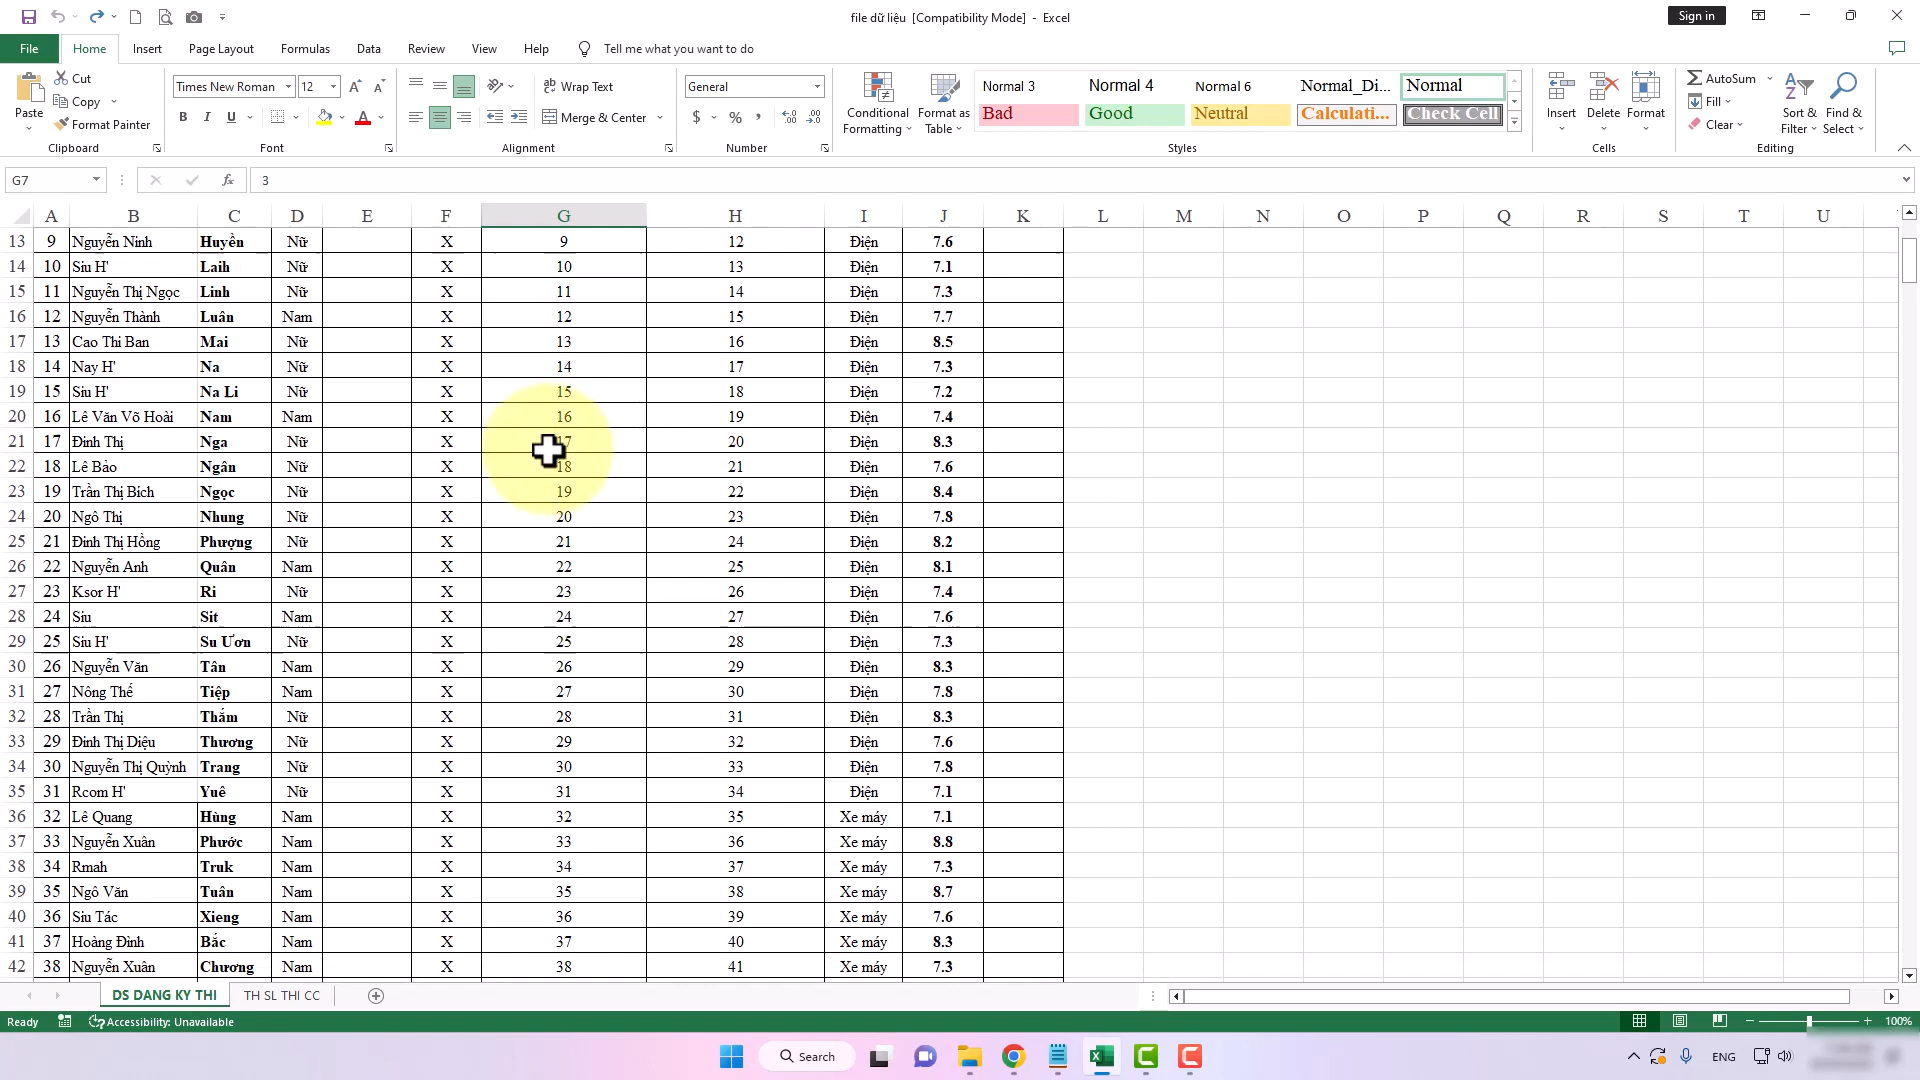 file dữ liệu [Compatibility Mode] - Excel
Sign in
File Home Insert Page Layout Formulas Data Review View Help Tell me what you want to do
Paste
Cut
Copy
Format Painter
Clipboard
Times New Roman 12
B I U
Font
Wrap Text
Merge & Center
Alignment
General
$ % ,
Number
Conditional Formatting
Format as Table
Normal 3 Normal 4 Normal 6 Normal_Di... Normal
Bad Good Neutral Calculati... Check Cell
Styles
Insert Delete Format
Cells
AutoSum
Fill
Clear
Sort & Filter
Find & Select
Editing
G7 fx 3
A B C D E F G H I J K L M N O P Q R S T U
13 9 Nguyễn Ninh Huyền Nữ X 9 12 Điện 7.6
14 10 Siu H' Laih Nữ X 10 13 Điện 7.1
15 11 Nguyễn Thị Ngọc Linh Nữ X 11 14 Điện 7.3
16 12 Nguyễn Thành Luân Nam X 12 15 Điện 7.7
17 13 Cao Thi Ban Mai Nữ X 13 16 Điện 8.5
18 14 Nay H' Na Nữ X 14 17 Điện 7.3
19 15 Siu H' Na Li Nữ X 15 18 Điện 7.2
20 16 Lê Văn Võ Hoài Nam Nam X 16 19 Điện 7.4
21 17 Đinh Thị Nga Nữ X 17 20 Điện 8.3
22 18 Lê Bảo Ngân Nữ X 18 21 Điện 7.6
23 19 Trần Thị Bích Ngọc Nữ X 19 22 Điện 8.4
24 20 Ngô Thị Nhung Nữ X 20 23 Điện 7.8
25 21 Đinh Thị Hồng Phượng Nữ X 21 24 Điện 8.2
26 22 Nguyễn Anh Quân Nam X 22 25 Điện 8.1
27 23 Ksor H' Ri Nữ X 23 26 Điện 7.4
28 24 Siu Sit Nam X 24 27 Điện 7.6
29 25 Siu H' Su Ươn Nữ X 25 28 Điện 7.3
30 26 Nguyễn Văn Tân Nam X 26 29 Điện 8.3
31 27 Nông Thế Tiệp Nam X 27 30 Điện 7.8
32 28 Trần Thị Thắm Nữ X 28 31 Điện 8.3
33 29 Đinh Thị Diệu Thương Nữ X 29 32 Điện 7.6
34 30 Nguyễn Thị Quỳnh Trang Nữ X 30 33 Điện 7.8
35 31 Rcom H' Yuê Nữ X 31 34 Điện 7.1
36 32 Lê Quang Hùng Nam X 32 35 Xe máy 7.1
37 33 Nguyễn Xuân Phước Nam X 33 36 Xe máy 8.8
38 34 Rmah Truk Nam X 34 37 Xe máy 7.3
39 35 Ngô Văn Tuân Nam X 35 38 Xe máy 8.7
40 36 Siu Tác Xieng Nam X 36 39 Xe máy 7.6
41 37 Hoàng Đình Bắc Nam X 37 40 Xe máy 8.3
42 38 Nguyễn Xuân Chương Nam X 38 41 Xe máy 7.3
DS DANG KY THI TH SL THI CC
Ready Accessibility: Unavailable 100%
Search ENG